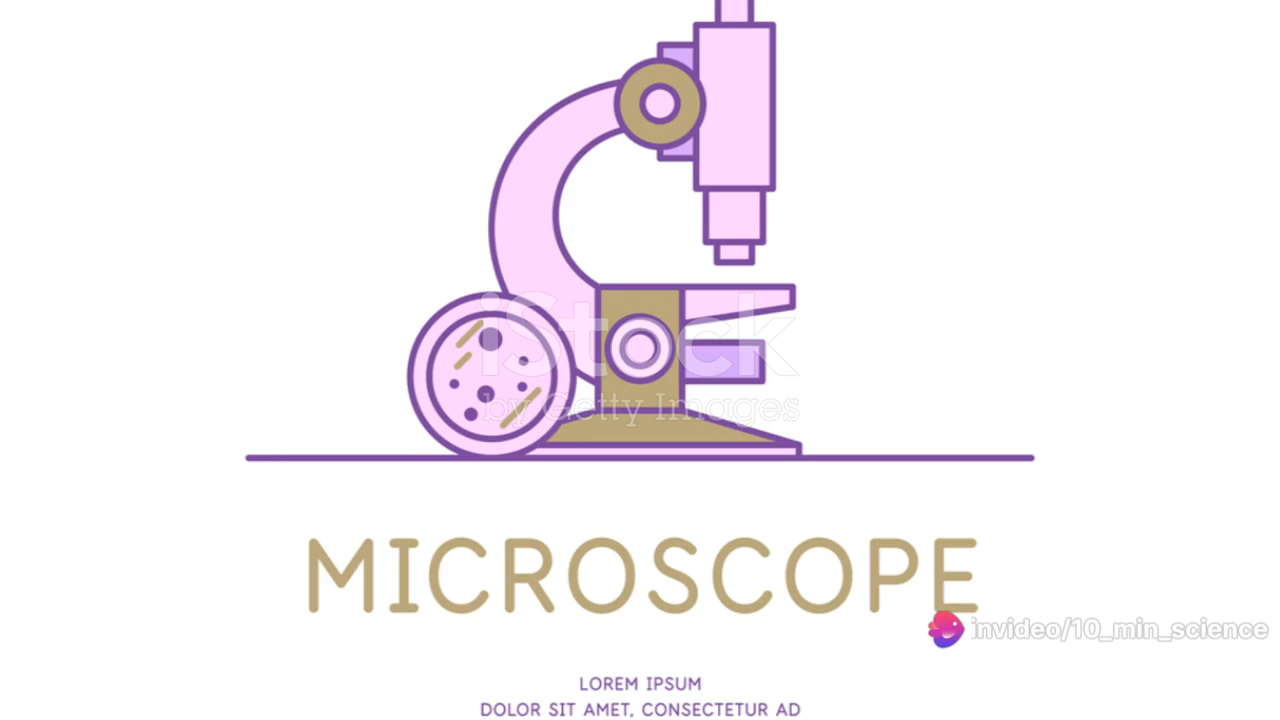 iStock
by Getty Images
MICROSCOPE
invideo/10_min_science
LOREM IPSUM
DOLOR SIT AMET, CONSECTETUR AD